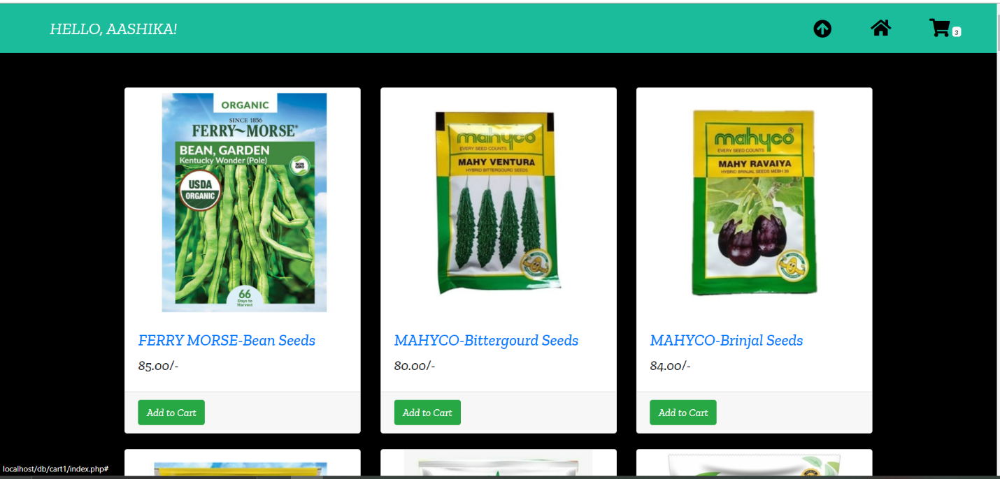 HELLO, AASHIKA!
3
ORGANIC
SINCE 1856
FERRY~MORSE®
BEAN, GARDEN
Kentucky Wonder (Pole)
NON GMO
USDA
ORGANIC
66
Days to
Harvest
mahyco
EVERY SEED COUNTS
MAHY VENTURA
HYBRID BITTERGOURD SEEDS
mahyco®
EVERY SEED COUNTS
MAHY RAVAIYA
HYBRID BRINJAL SEEDS MEBH 39
FERRY MORSE-Bean Seeds
MAHYCO-Bittergourd Seeds
MAHYCO-Brinjal Seeds
85.00/-
80.00/-
84.00/-
Add to Cart
Add to Cart
Add to Cart
localhost/db/cart1/index.php#